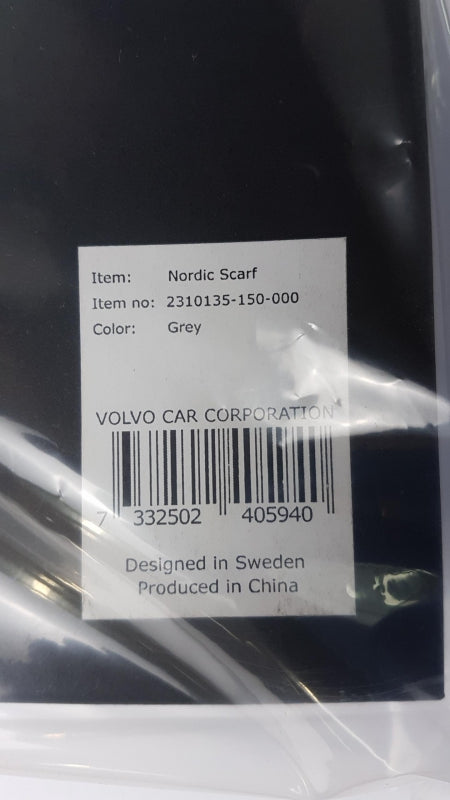 Item: Nordic Scarf
Item no: 2310135-150-000
Color: Grey
VOLVO CAR CORPORATION
7 332502 405940
Designed in Sweden
Produced in China